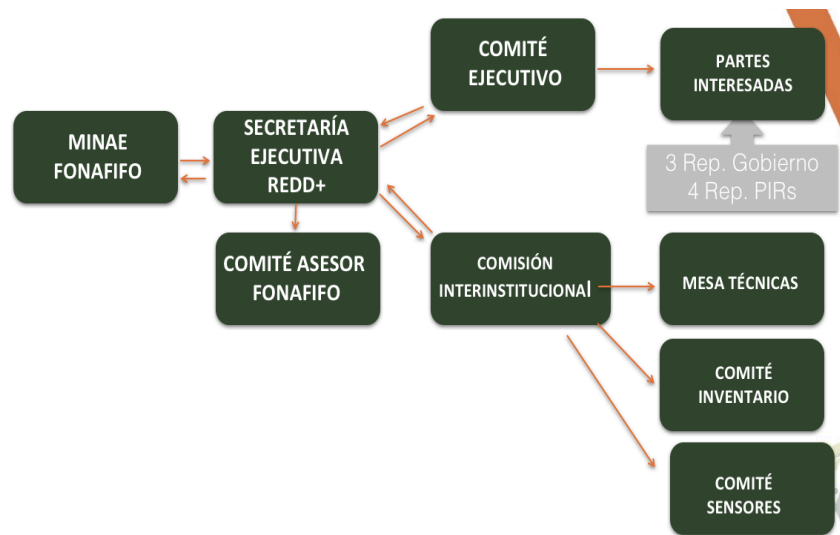 MINAE
FONAFIFO
SECRETARÍA
EJECUTIVA
REDD+
COMITÉ ASESOR
FONAFIFO
COMITÉ
EJECUTIVO
PARTES
INTERESADAS
3 Rep. Gobierno
4 Rep. PIRs
COMISIÓN
INTERINSTITUCIONAl
MESA TÉCNICAS
COMITÉ
INVENTARIO
COMITÉ
SENSORES